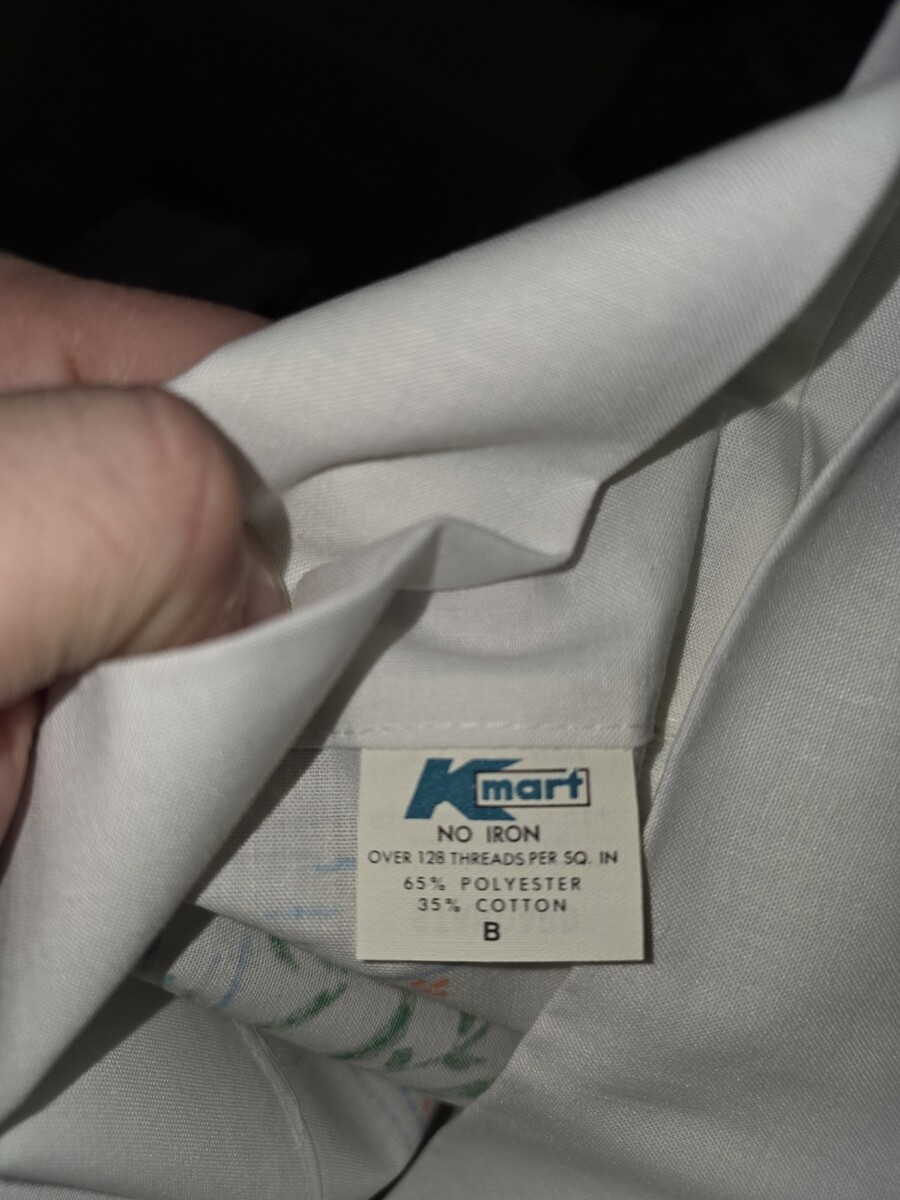 Kmart
NO IRON
OVER 128 THREADS PER SQ. IN
65% POLYESTER
35% COTTON
B